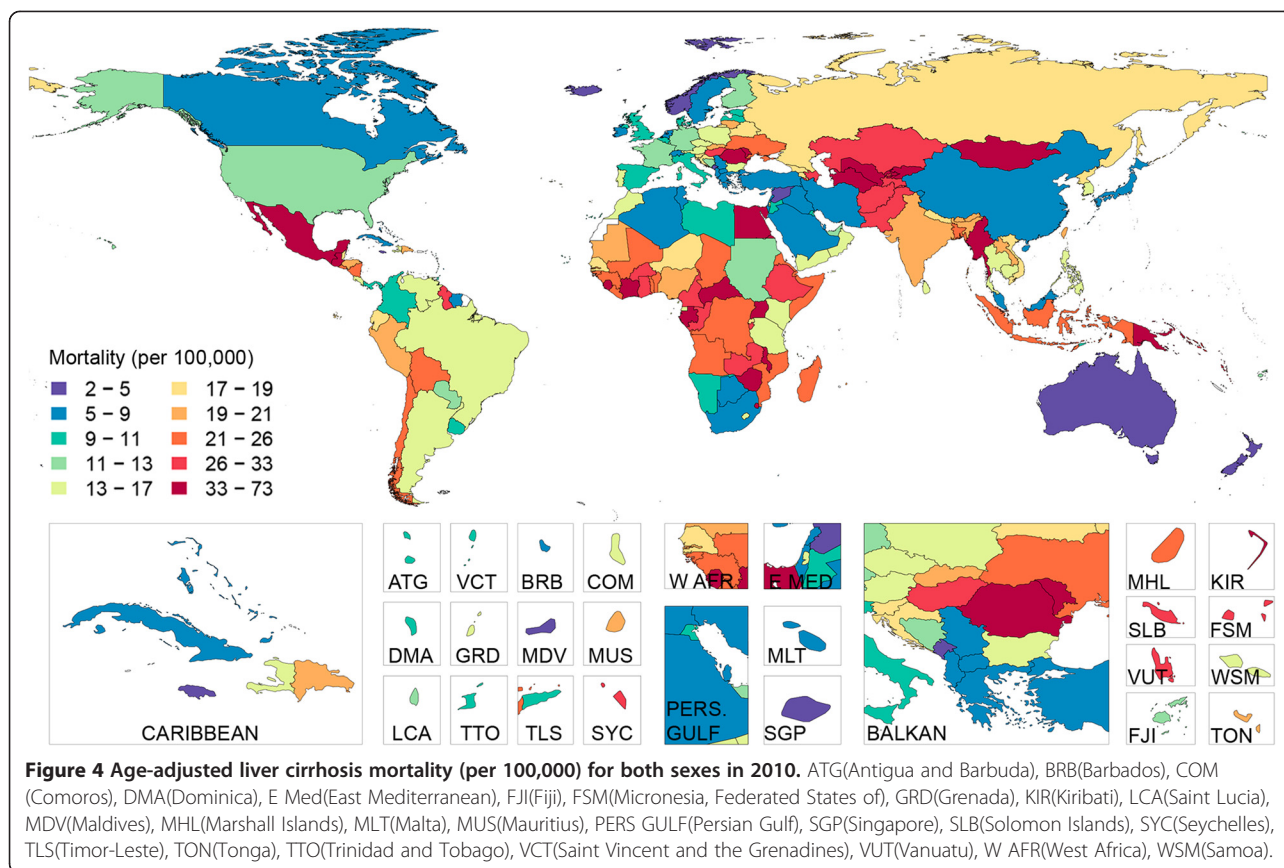 Mortality (per 100,000)
2 – 5
5 – 9
9 – 11
11 – 13
13 – 17
17 – 19
19 – 21
21 – 26
26 – 33
33 – 73
CARIBBEAN
ATG
VCT
BRB
COM
DMA
GRD
MDV
MUS
LCA
TTO
TLS
SYC
W AFR
E MED
PERS.
GULF
MLT
SGP
BALKAN
MHL
KIR
SLB
FSM
VUT
WSM
FJI
TON
Figure 4 Age-adjusted liver cirrhosis mortality (per 100,000) for both sexes in 2010. ATG(Antigua and Barbuda), BRB(Barbados), COM
(Comoros), DMA(Dominica), E Med(East Mediterranean), FJI(Fiji), FSM(Micronesia, Federated States of), GRD(Grenada), KIR(Kiribati), LCA(Saint Lucia),
MDV(Maldives), MHL(Marshall Islands), MLT(Malta), MUS(Mauritius), PERS GULF(Persian Gulf), SGP(Singapore), SLB(Solomon Islands), SYC(Seychelles),
TLS(Timor-Leste), TON(Tonga), TTO(Trinidad and Tobago), VCT(Saint Vincent and the Grenadines), VUT(Vanuatu), W AFR(West Africa), WSM(Samoa).